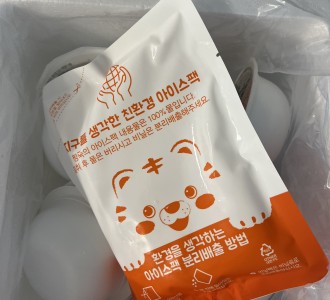 지구를 생각한 친환경 아이스팩
아이스팩 내용물은 100%물입니다.
후 물은 버리시고 비닐은 분리배출해주세요.
환경을 생각하는
아이스팩 분리배출 방법